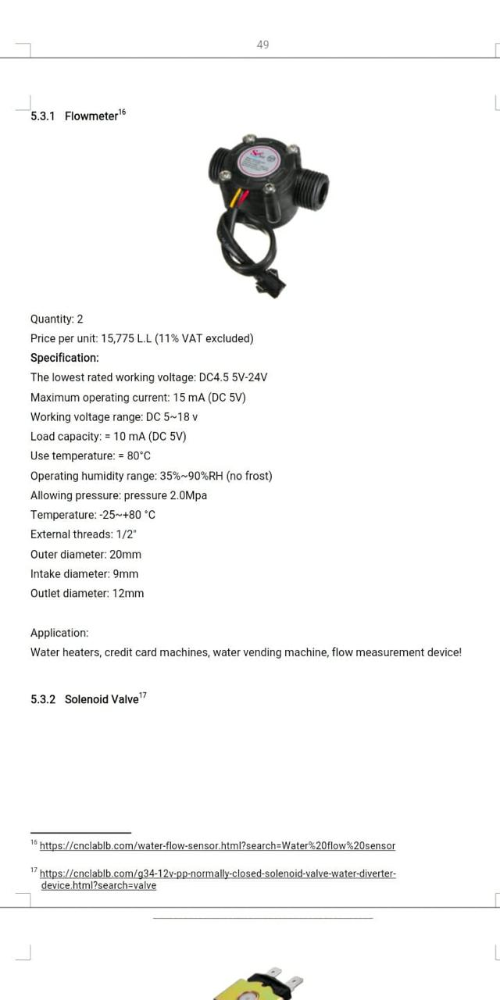 49
5.3.1 Flowmeter16
Quantity: 2
Price per unit: 15,775 L.L (11% VAT excluded)
Specification:
The lowest rated working voltage: DC4.5 5V-24V
Maximum operating current: 15 mA (DC 5V)
Working voltage range: DC 5~18 v
Load capacity: = 10 mA (DC 5V)
Use temperature: = 80°C
Operating humidity range: 35%~90%RH (no frost)
Allowing pressure: pressure 2.0Mpa
Temperature: -25~+80 °C
External threads: 1/2"
Outer diameter: 20mm
Intake diameter: 9mm
Outlet diameter: 12mm
Application:
Water heaters, credit card machines, water vending machine, flow measurement device!
5.3.2 Solenoid Valve17
16 https://cnclablb.com/water-flow-sensor.html?search=Water%20flow%20sensor
17 https://cnclablb.com/g34-12v-pp-normally-closed-solenoid-valve-water-diverter-
device.html?search=valve